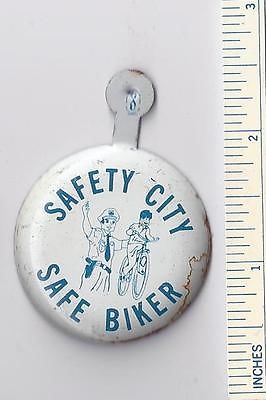 SAFETY CITY
SAFE BIKER
3
2
1
INCHES